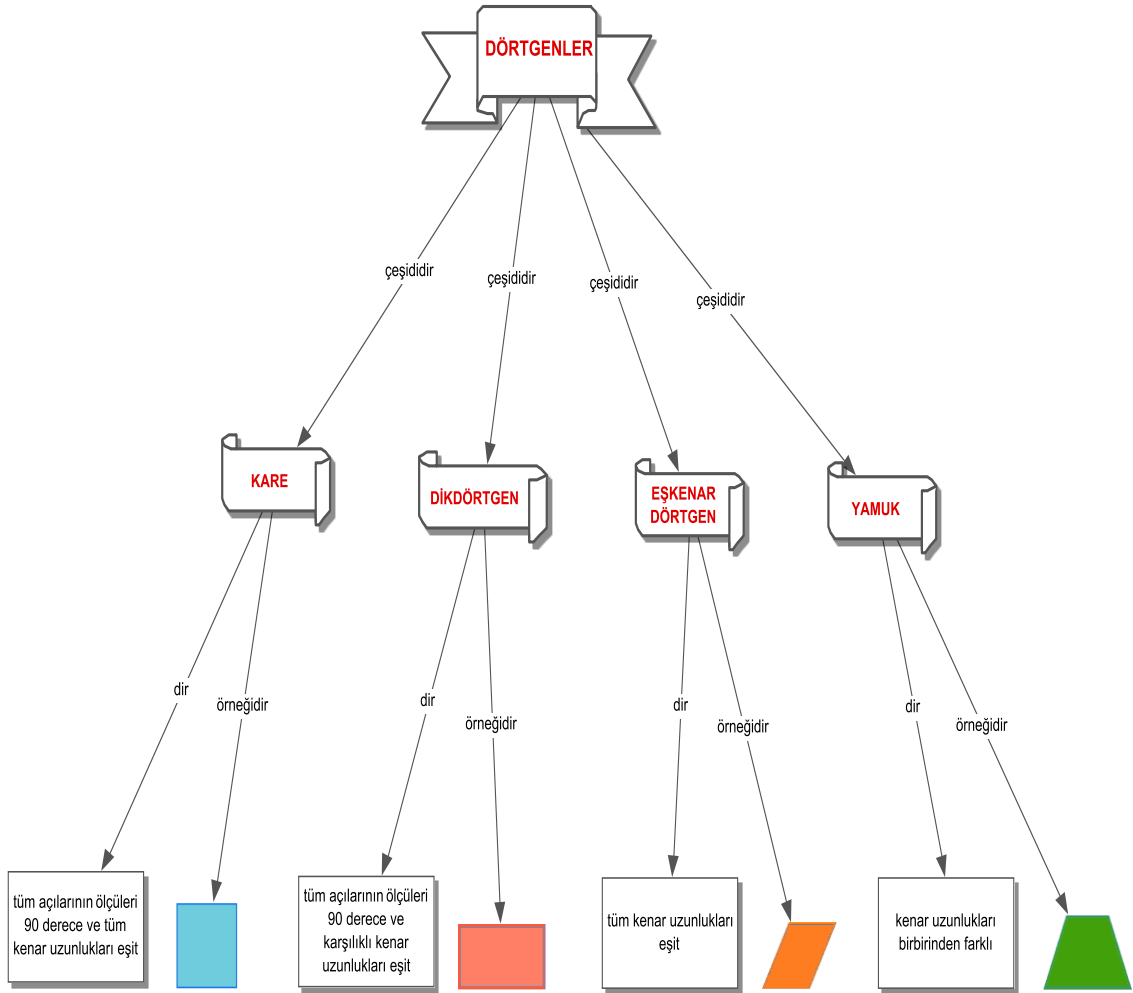 DÖRTGENLER
çeşididir
çeşididir
çeşididir
çeşididir
KARE
DİKDÖRTGEN
EŞKENAR
DÖRTGEN
YAMUK
dir
örneğidir
dir
örneğidir
dir
örneğidir
dir
örneğidir
tüm açılarının ölçüleri
90 derece ve tüm
kenar uzunlukları eşit
tüm açılarının ölçüleri
90 derece ve
karşılıklı kenar
uzunlukları eşit
tüm kenar uzunlukları
eşit
kenar uzunlukları
birbirinden farklı